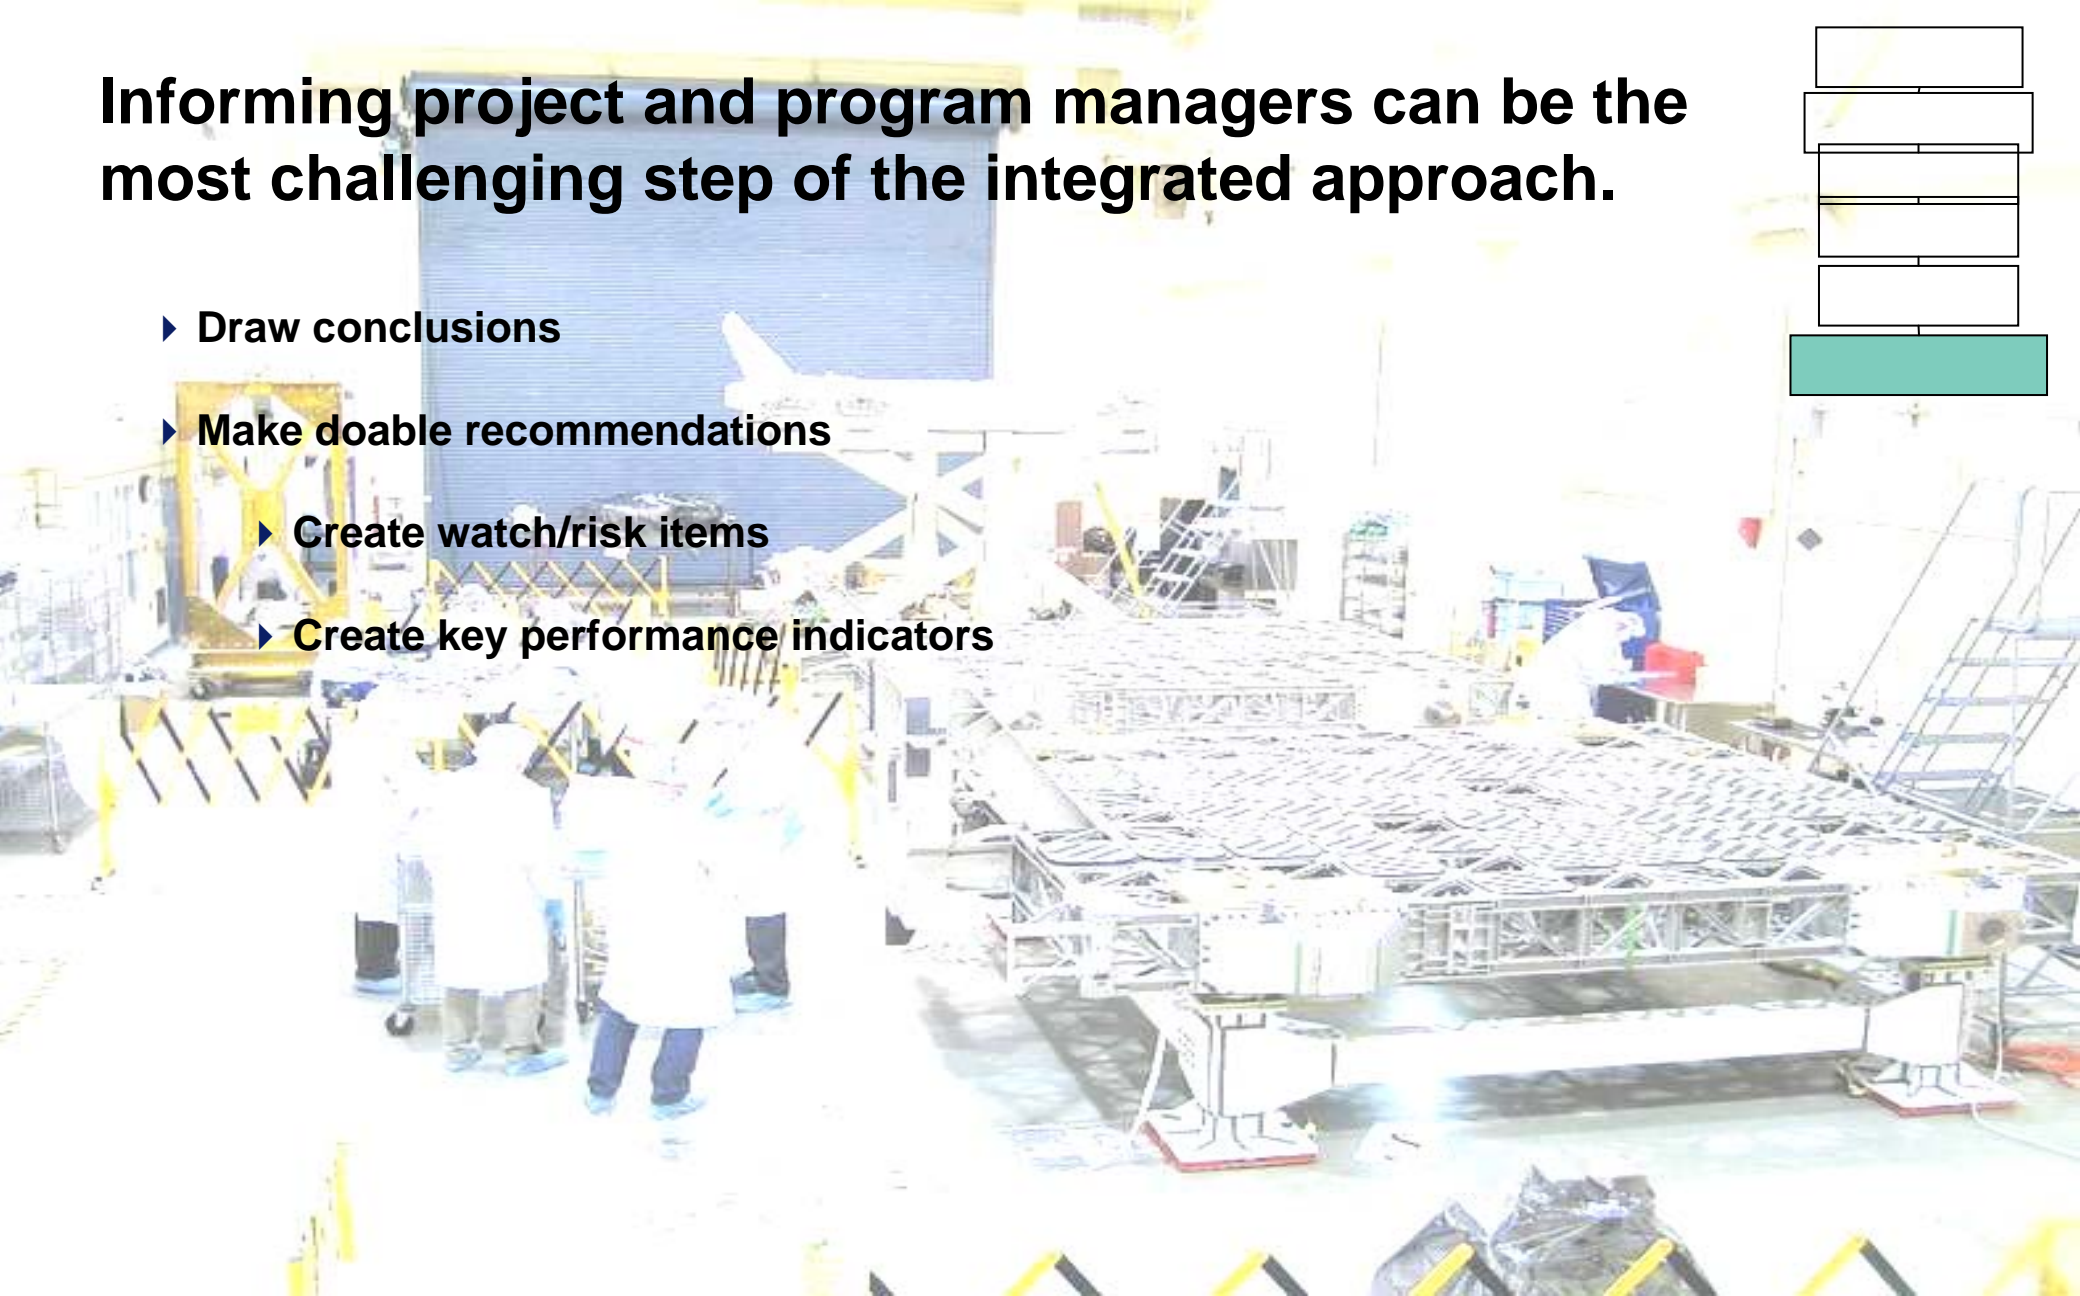 Informing project and program managers can be the
most challenging step of the integrated approach.
Draw conclusions
Make doable recommendations
Create watch/risk items
Create key performance indicators